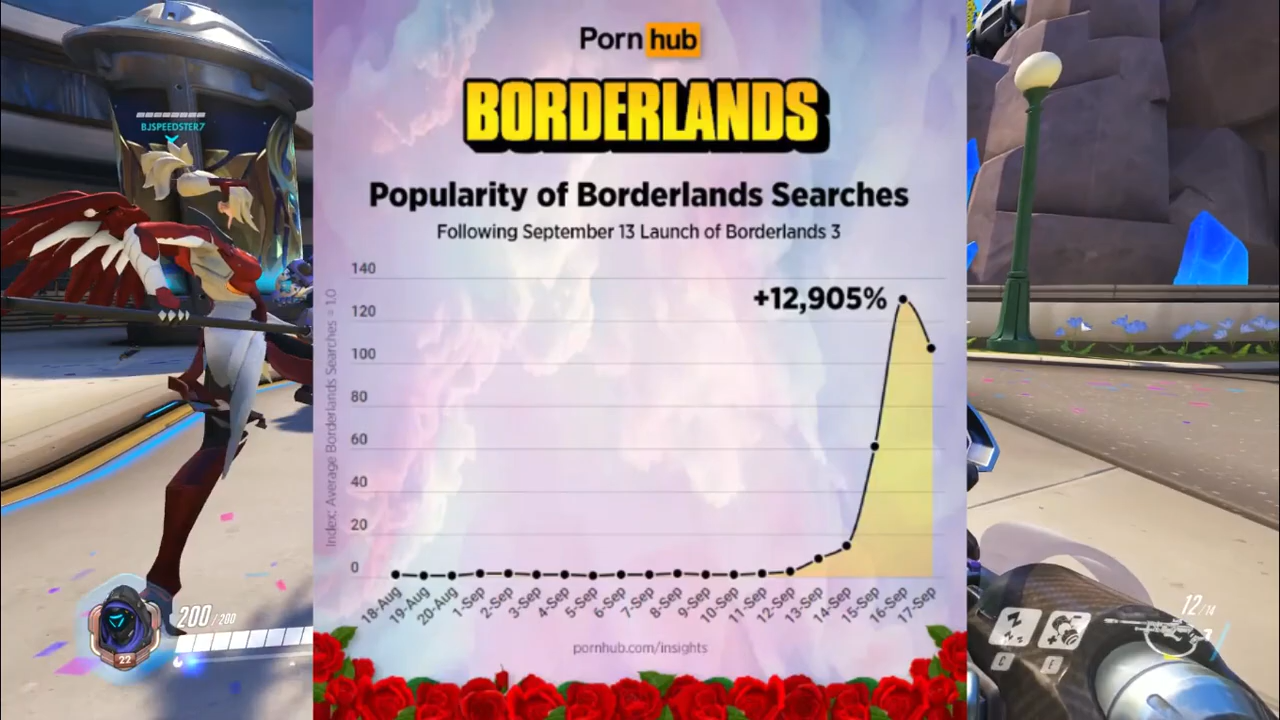 Porn hub
BORDERLANDS
Popularity of Borderlands Searches
Following September 13 Launch of Borderlands 3
Index: Average Borderlands Searches = 1.0
140
120
100
80
60
40
20
0
+12,905%
18-Aug
19-Aug
20-Aug
1-Sep
2-Sep
3-Sep
4-Sep
5-Sep
6-Sep
7-Sep
8-Sep
9-Sep
10-Sep
11-Sep
12-Sep
13-Sep
14-Sep
15-Sep
16-Sep
17-Sep
pornhub.com/insights
BJSPEEDSTER7
200/200
22
12/14
C
E